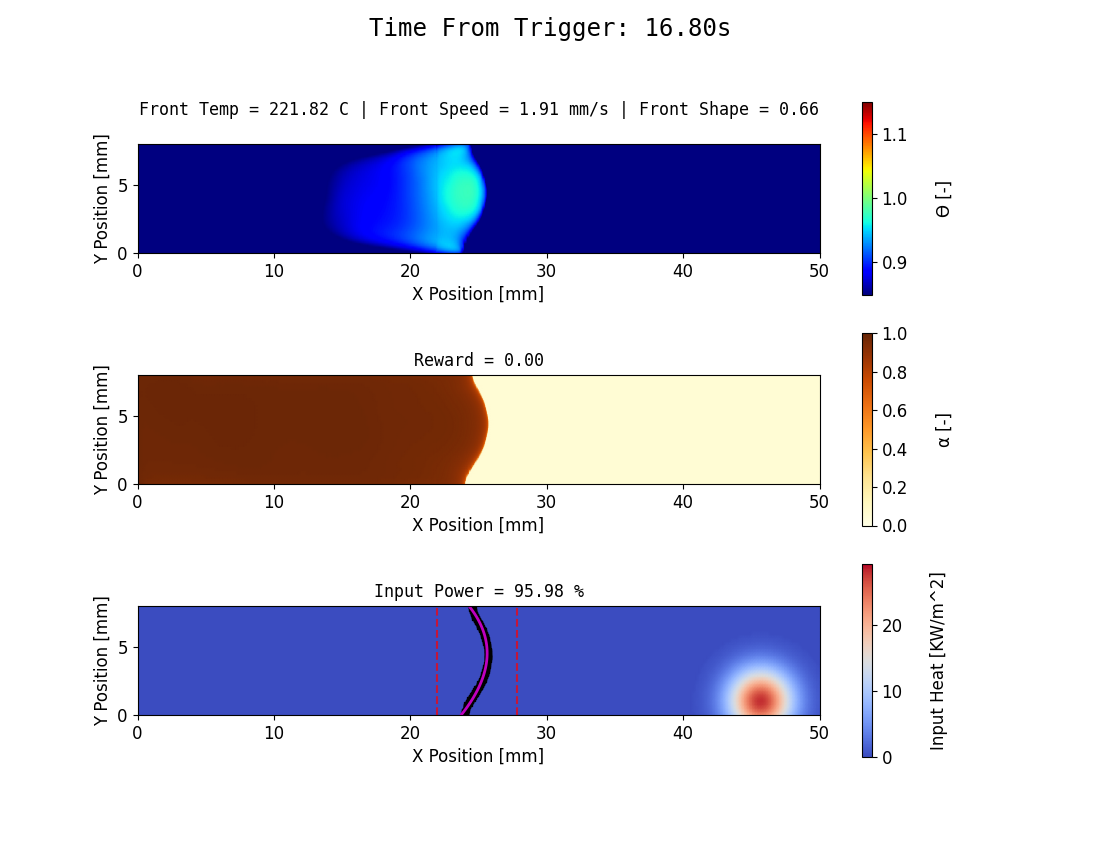 Time From Trigger: 16.80s
Front Temp = 221.82 C | Front Speed = 1.91 mm/s | Front Shape = 0.66
Y Position [mm]
5
0
0 10 20 30 40 50
X Position [mm]
1.1
1.0
0.9
Θ [-]
Reward = 0.00
Y Position [mm]
5
0
0 10 20 30 40 50
X Position [mm]
1.0
0.8
0.6
0.4
0.2
0.0
α [-]
Input Power = 95.98 %
Y Position [mm]
5
0
0 10 20 30 40 50
X Position [mm]
20
10
0
Input Heat [KW/m^2]